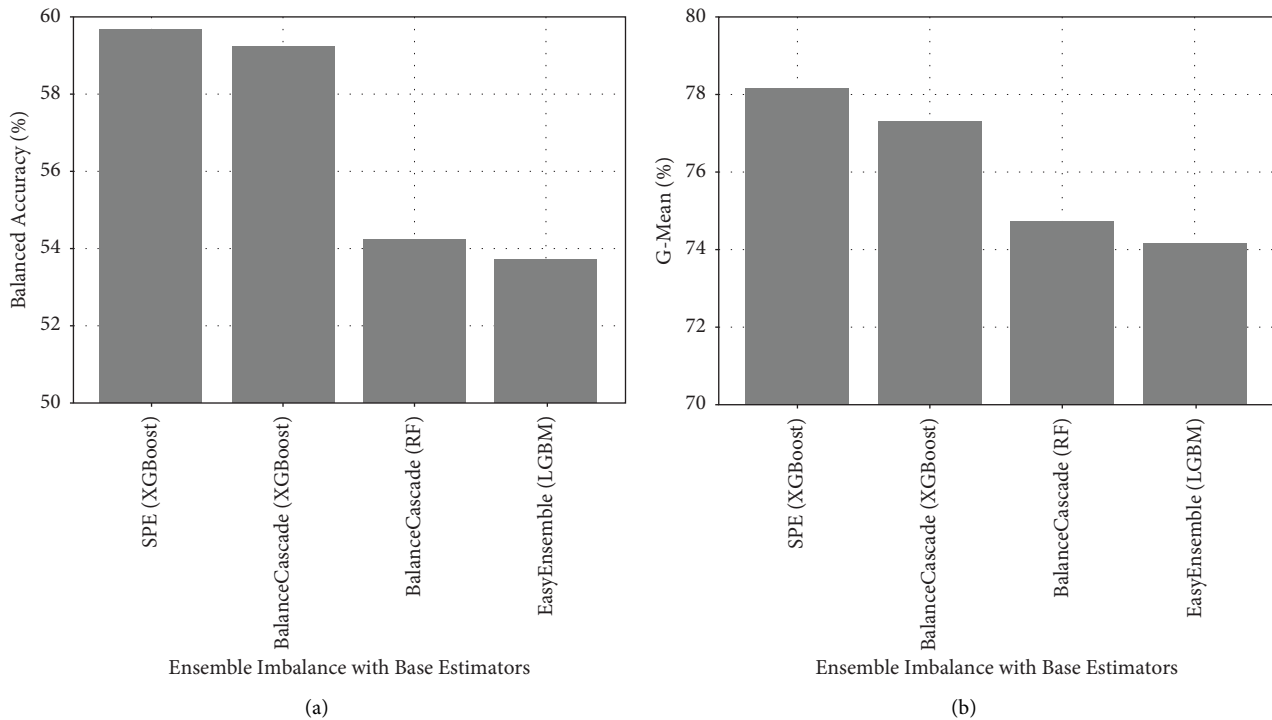 60
58
56
54
52
50
Balanced Accuracy (%)
SPE (XGBoost)
BalanceCascade (XGBoost)
BalanceCascade (RF)
EasyEnsemble (LGBM)
Ensemble Imbalance with Base Estimators
(a)
80
78
76
74
72
70
G-Mean (%)
SPE (XGBoost)
BalanceCascade (XGBoost)
BalanceCascade (RF)
EasyEnsemble (LGBM)
Ensemble Imbalance with Base Estimators
(b)